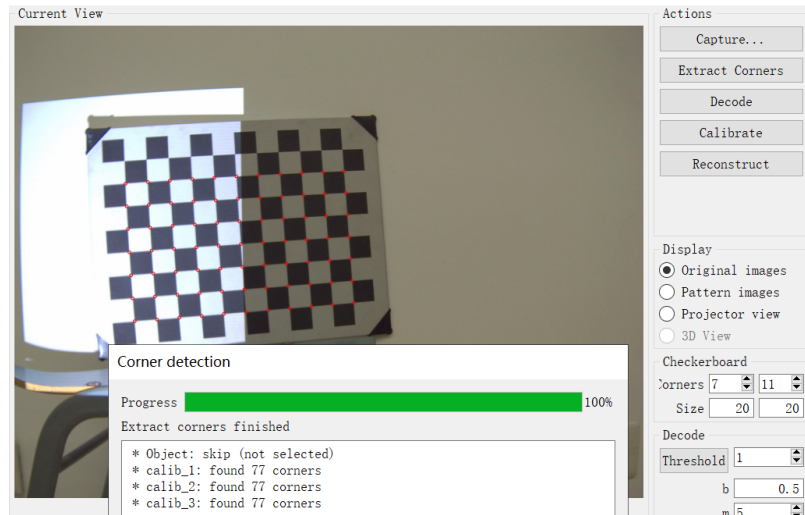 Current View
Actions
Capture...
Extract Corners
Decode
Calibrate
Reconstruct
Display
Original images
Pattern images
Projector view
3D View
Checkerboard
Corners 7 11
Size 20 20
Decode
Threshold 1
b 0.5
m 5
Corner detection
Progress 100%
Extract corners finished
* Object: skip (not selected)
* calib_1: found 77 corners
* calib_2: found 77 corners
* calib_3: found 77 corners